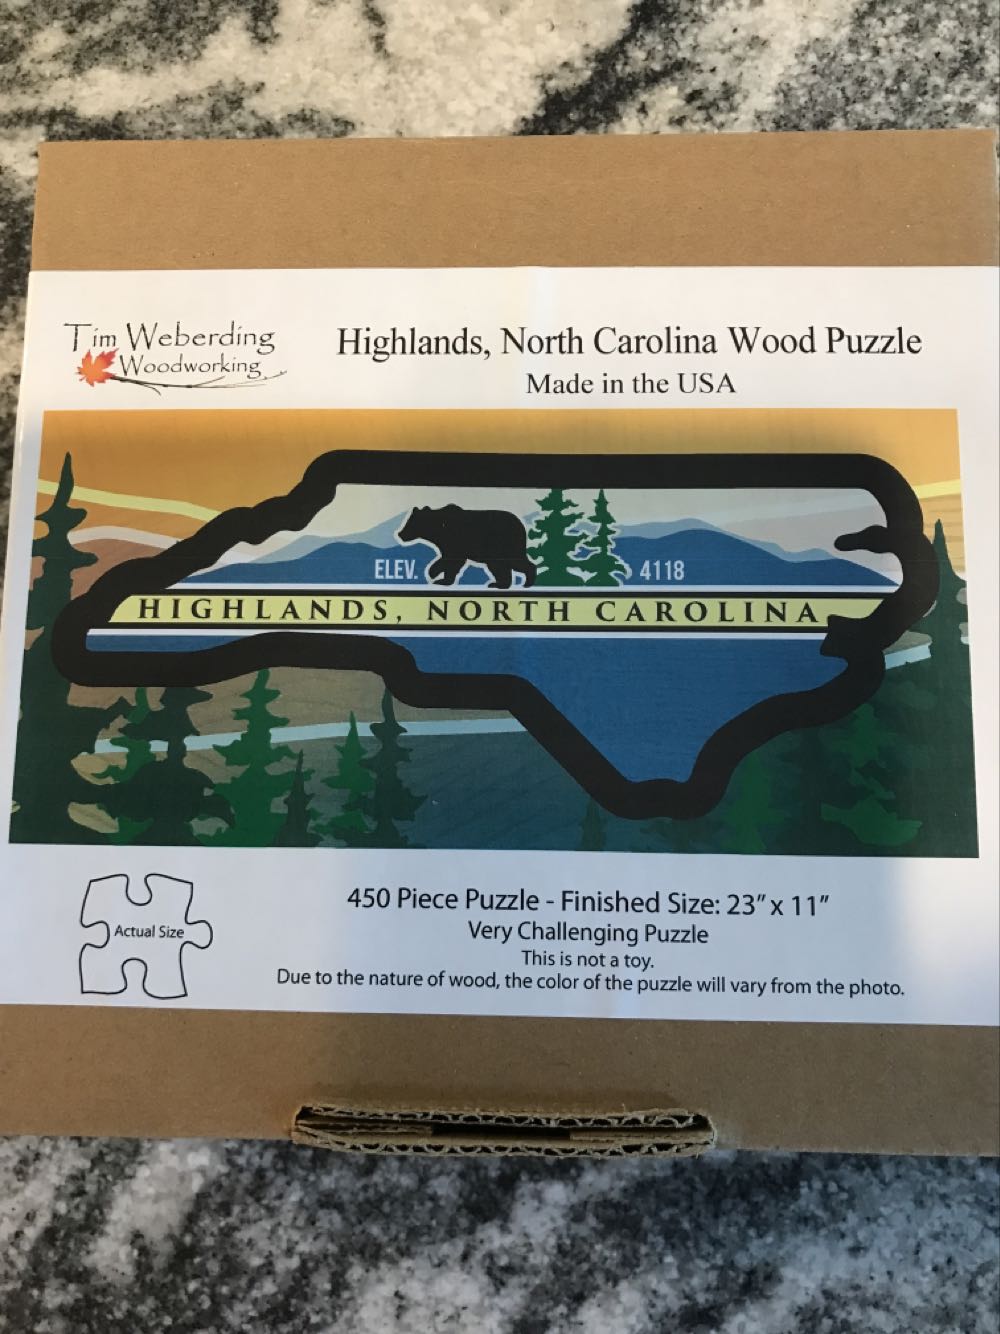 Tim Weberding
Woodworking
Highlands, North Carolina Wood Puzzle
Made in the USA
ELEV. 4118
HIGHLANDS, NORTH CAROLINA
Actual Size
450 Piece Puzzle - Finished Size: 23" x 11"
Very Challenging Puzzle
This is not a toy.
Due to the nature of wood, the color of the puzzle will vary from the photo.